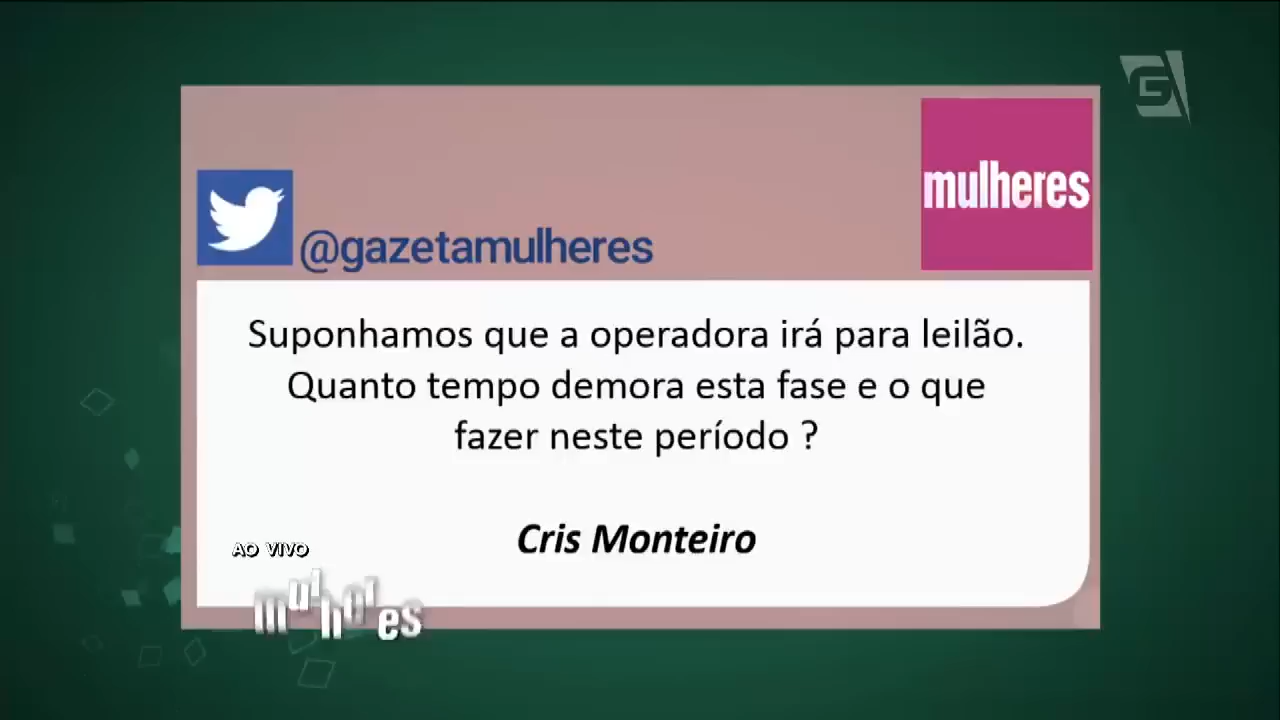 @gazetamulheres
mulheres
Suponhamos que a operadora irá para leilão.
Quanto tempo demora esta fase e o que
fazer neste período ?
Cris Monteiro
AO VIVO
mulheres